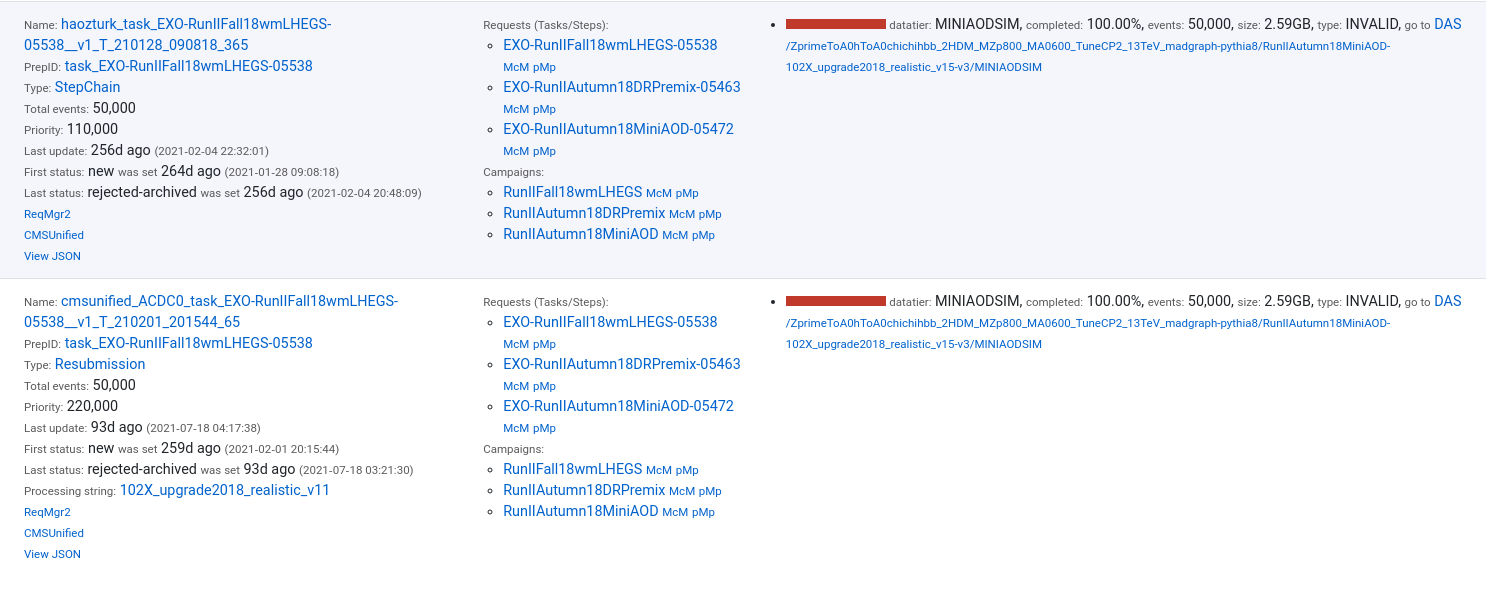 Name: haozturk_task_EXO-RunIIFall18wmLHEGS-
05538__v1_T_210128_090818_365
PrepID: task_EXO-RunIIFall18wmLHEGS-05538
Type: StepChain
Total events: 50,000
Priority: 110,000
Last update: 256d ago (2021-02-04 22:32:01)
First status: new was set 264d ago (2021-01-28 09:08:18)
Last status: rejected-archived was set 256d ago (2021-02-04 20:48:09)
ReqMgr2
CMSUnified
View JSON
Requests (Tasks/Steps):
EXO-RunIIFall18wmLHEGS-05538
McM pMp
EXO-RunIIAutumn18DRPremix-05463
McM pMp
EXO-RunIIAutumn18MiniAOD-05472
McM pMp
Campaigns:
RunIIFall18wmLHEGS McM pMp
RunIIAutumn18DRPremix McM pMp
RunIIAutumn18MiniAOD McM pMp
datatier: MINIAODSIM, completed: 100.00%, events: 50,000, size: 2.59GB, type: INVALID, go to DAS
/ZprimeToA0hToA0chichihbb_2HDM_MZp800_MA0600_TuneCP2_13TeV_madgraph-pythia8/RunIIAutumn18MiniAOD-
102X_upgrade2018_realistic_v15-v3/MINIAODSIM
Name: cmsunified_ACDC0_task_EXO-RunIIFall18wmLHEGS-
05538__v1_T_210201_201544_65
PrepID: task_EXO-RunIIFall18wmLHEGS-05538
Type: Resubmission
Total events: 50,000
Priority: 220,000
Last update: 93d ago (2021-07-18 04:17:38)
First status: new was set 259d ago (2021-02-01 20:15:44)
Last status: rejected-archived was set 93d ago (2021-07-18 03:21:30)
Processing string: 102X_upgrade2018_realistic_v11
ReqMgr2
CMSUnified
View JSON
Requests (Tasks/Steps):
EXO-RunIIFall18wmLHEGS-05538
McM pMp
EXO-RunIIAutumn18DRPremix-05463
McM pMp
EXO-RunIIAutumn18MiniAOD-05472
McM pMp
Campaigns:
RunIIFall18wmLHEGS McM pMp
RunIIAutumn18DRPremix McM pMp
RunIIAutumn18MiniAOD McM pMp
datatier: MINIAODSIM, completed: 100.00%, events: 50,000, size: 2.59GB, type: INVALID, go to DAS
/ZprimeToA0hToA0chichihbb_2HDM_MZp800_MA0600_TuneCP2_13TeV_madgraph-pythia8/RunIIAutumn18MiniAOD-
102X_upgrade2018_realistic_v15-v3/MINIAODSIM